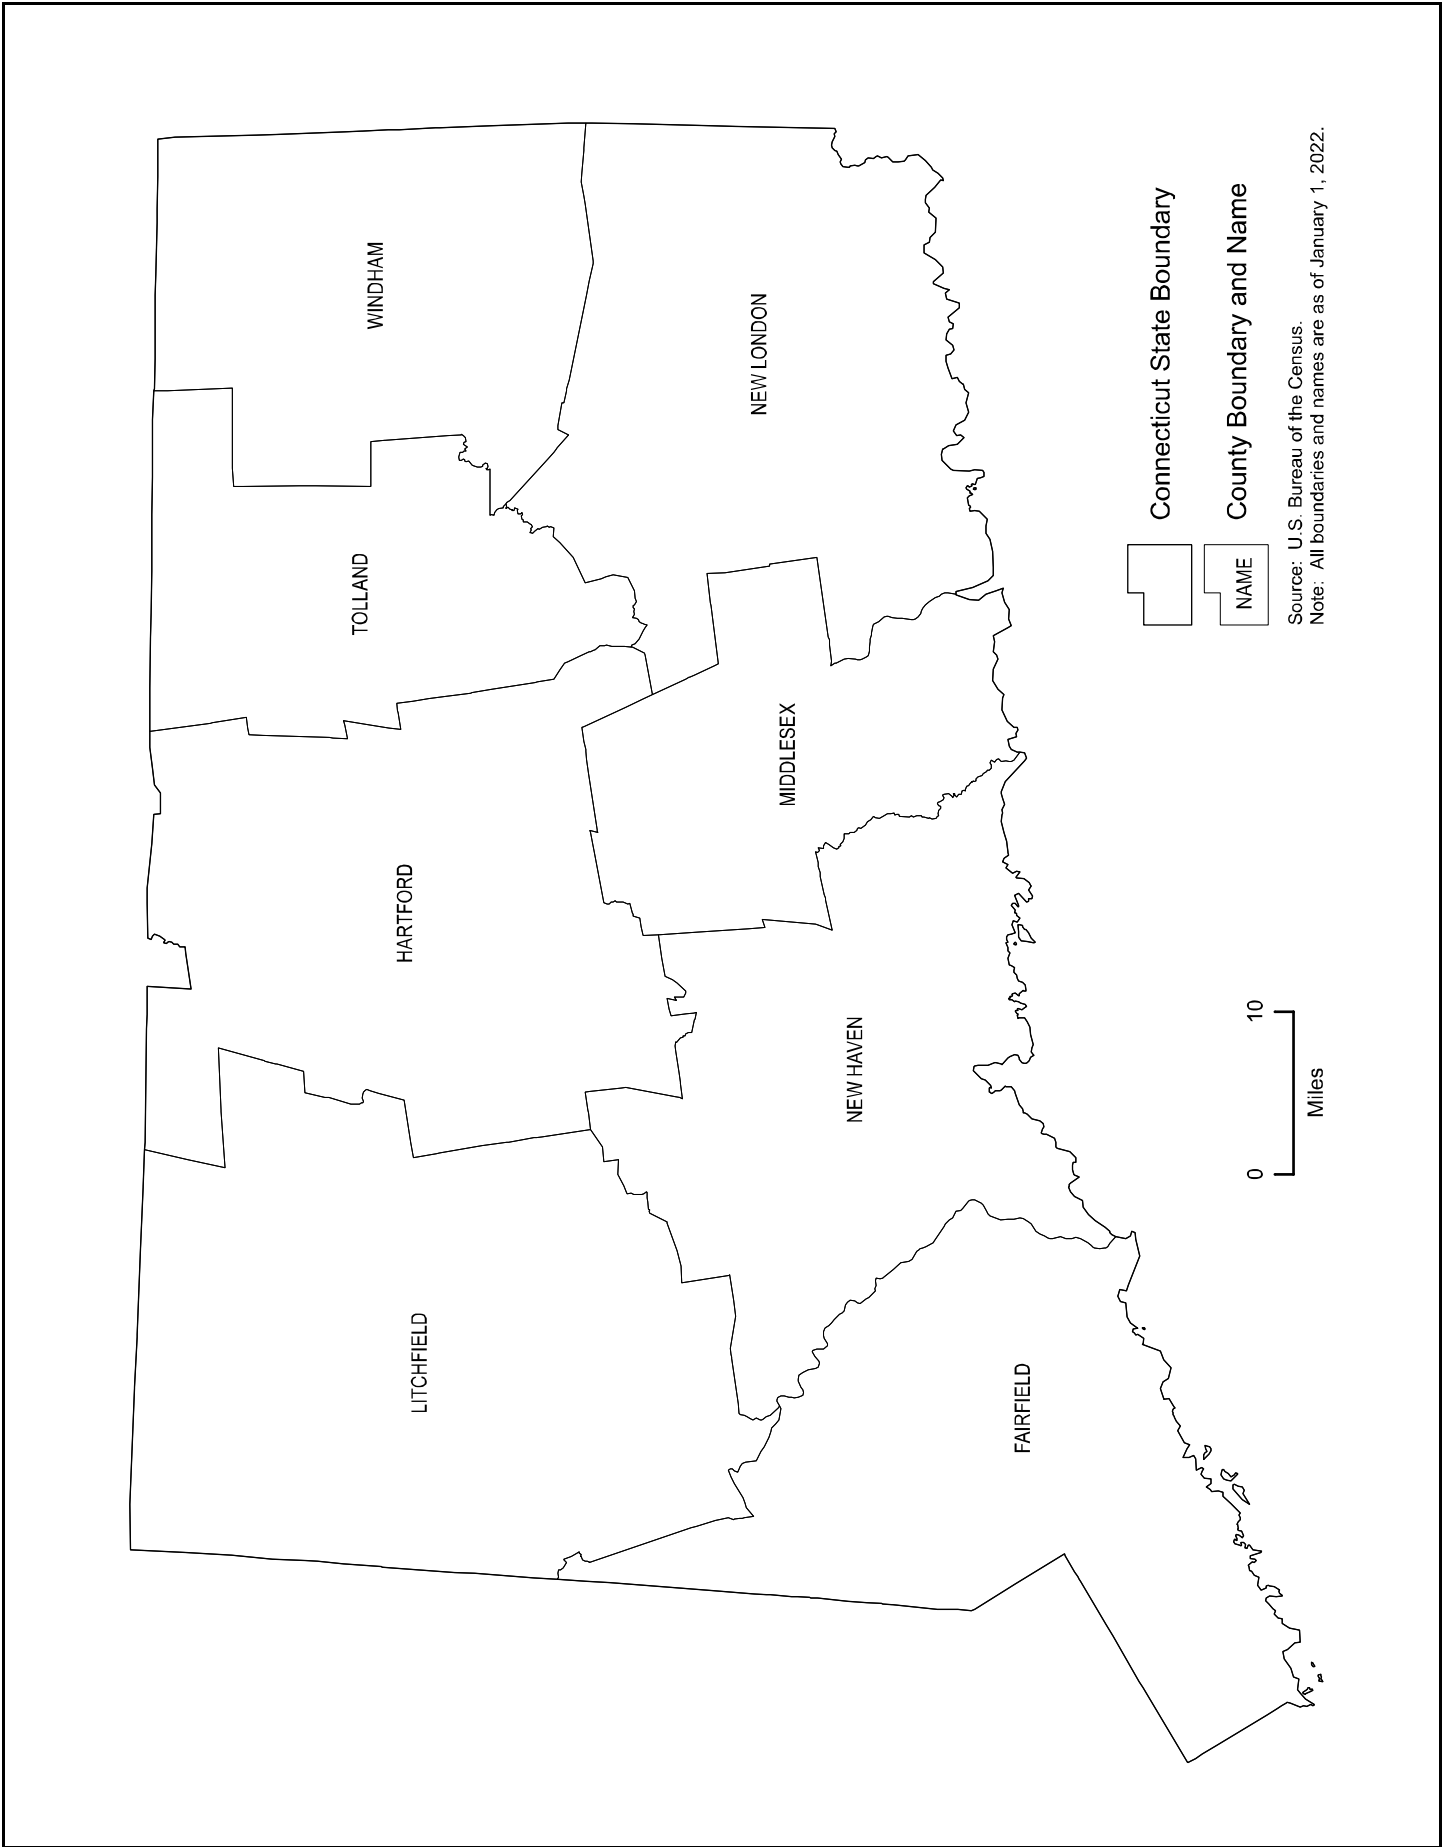 WINDHAM
TOLLAND
HARTFORD
LITCHFIELD
NEW LONDON
MIDDLESEX
NEW HAVEN
FAIRFIELD
0 10
Miles
Connecticut State Boundary
NAME County Boundary and Name
Source: U.S. Bureau of the Census.
Note: All boundaries and names are as of January 1, 2022.